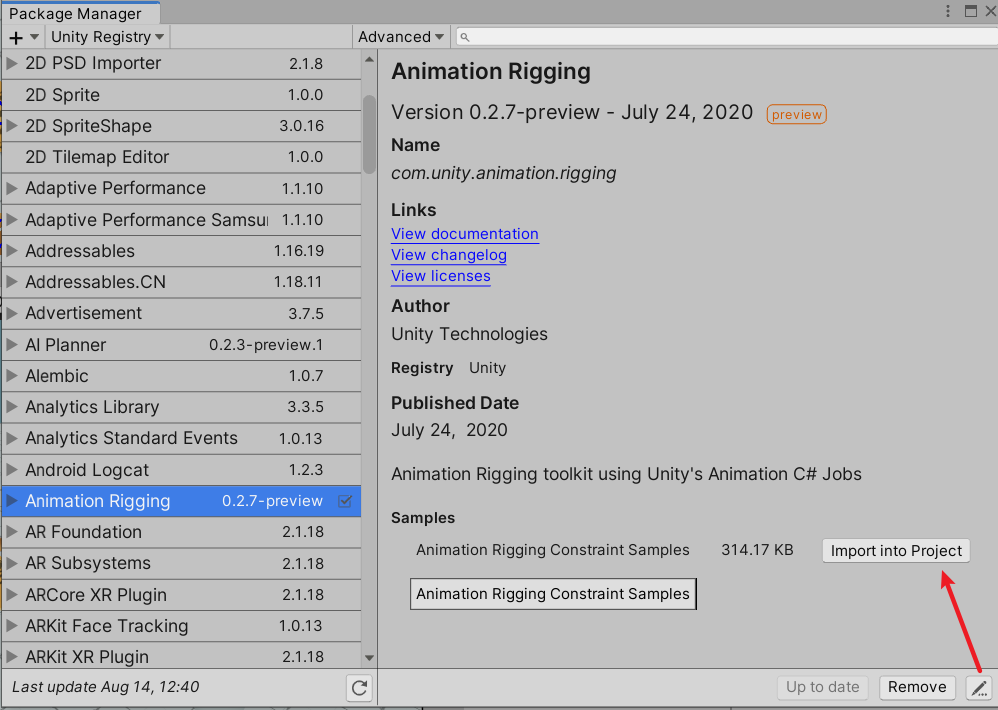 Package Manager
+ Unity Registry Advanced
2D PSD Importer 2.1.8
2D Sprite 1.0.0
2D SpriteShape 3.0.16
2D Tilemap Editor 1.0.0
Adaptive Performance 1.1.10
Adaptive Performance Samsu 1.1.10
Addressables 1.16.19
Addressables.CN 1.18.11
Advertisement 3.7.5
AI Planner 0.2.3-preview.1
Alembic 1.0.7
Analytics Library 3.3.5
Analytics Standard Events 1.0.13
Android Logcat 1.2.3
Animation Rigging 0.2.7-preview
AR Foundation 2.1.18
AR Subsystems 2.1.18
ARCore XR Plugin 2.1.18
ARKit Face Tracking 1.0.13
ARKit XR Plugin 2.1.18
Last update Aug 14, 12:40
Animation Rigging
Version 0.2.7-preview - July 24, 2020 preview
Name
com.unity.animation.rigging
Links
View documentation
View changelog
View licenses
Author
Unity Technologies
Registry Unity
Published Date
July 24, 2020
Animation Rigging toolkit using Unity's Animation C# Jobs
Samples
Animation Rigging Constraint Samples 314.17 KB Import into Project
Animation Rigging Constraint Samples
Up to date Remove